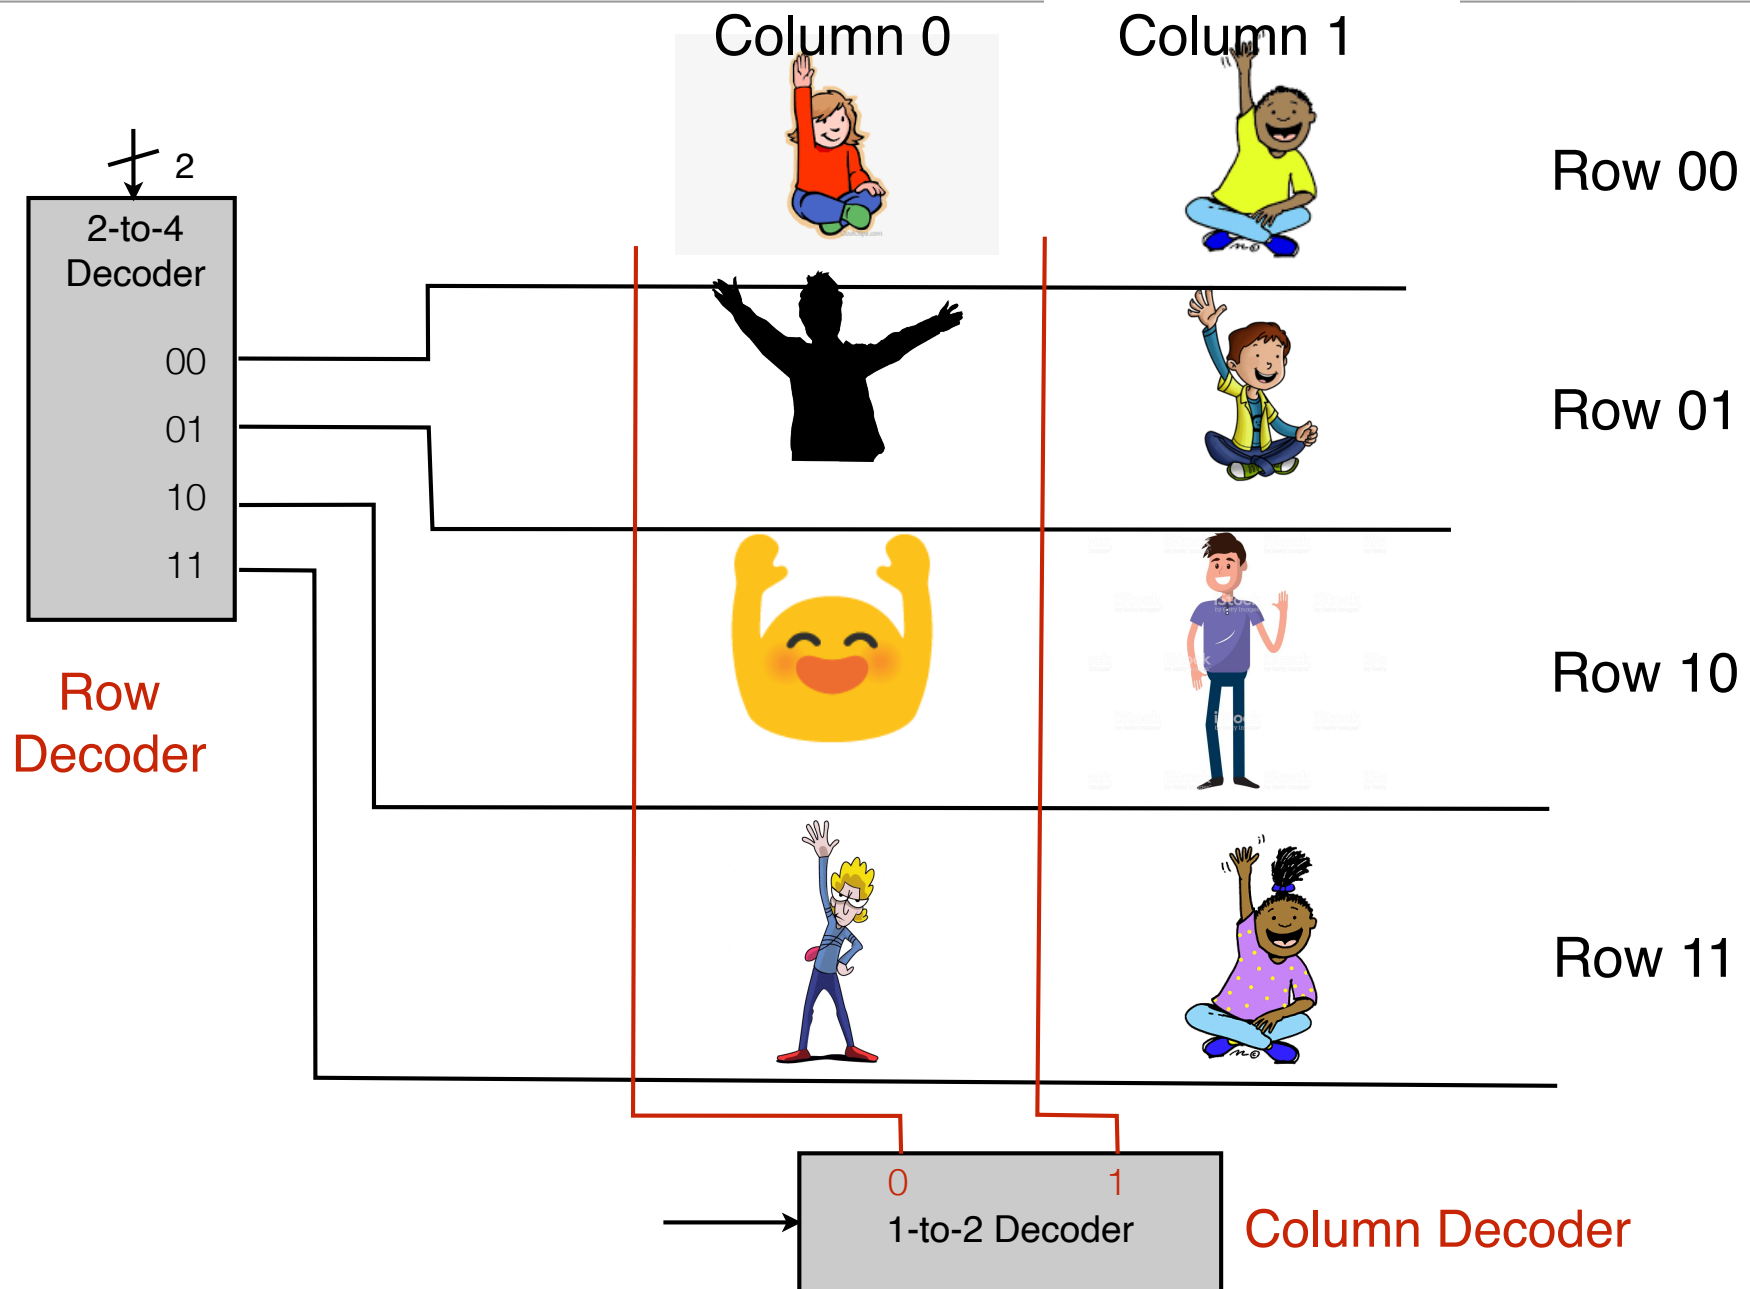 Column 0
Column 1
2
Row 00
2-to-4
Decoder
00
01
10
11
Row 01
Row
Decoder
Row 10
Row 11
0
1
1-to-2 Decoder
Column Decoder